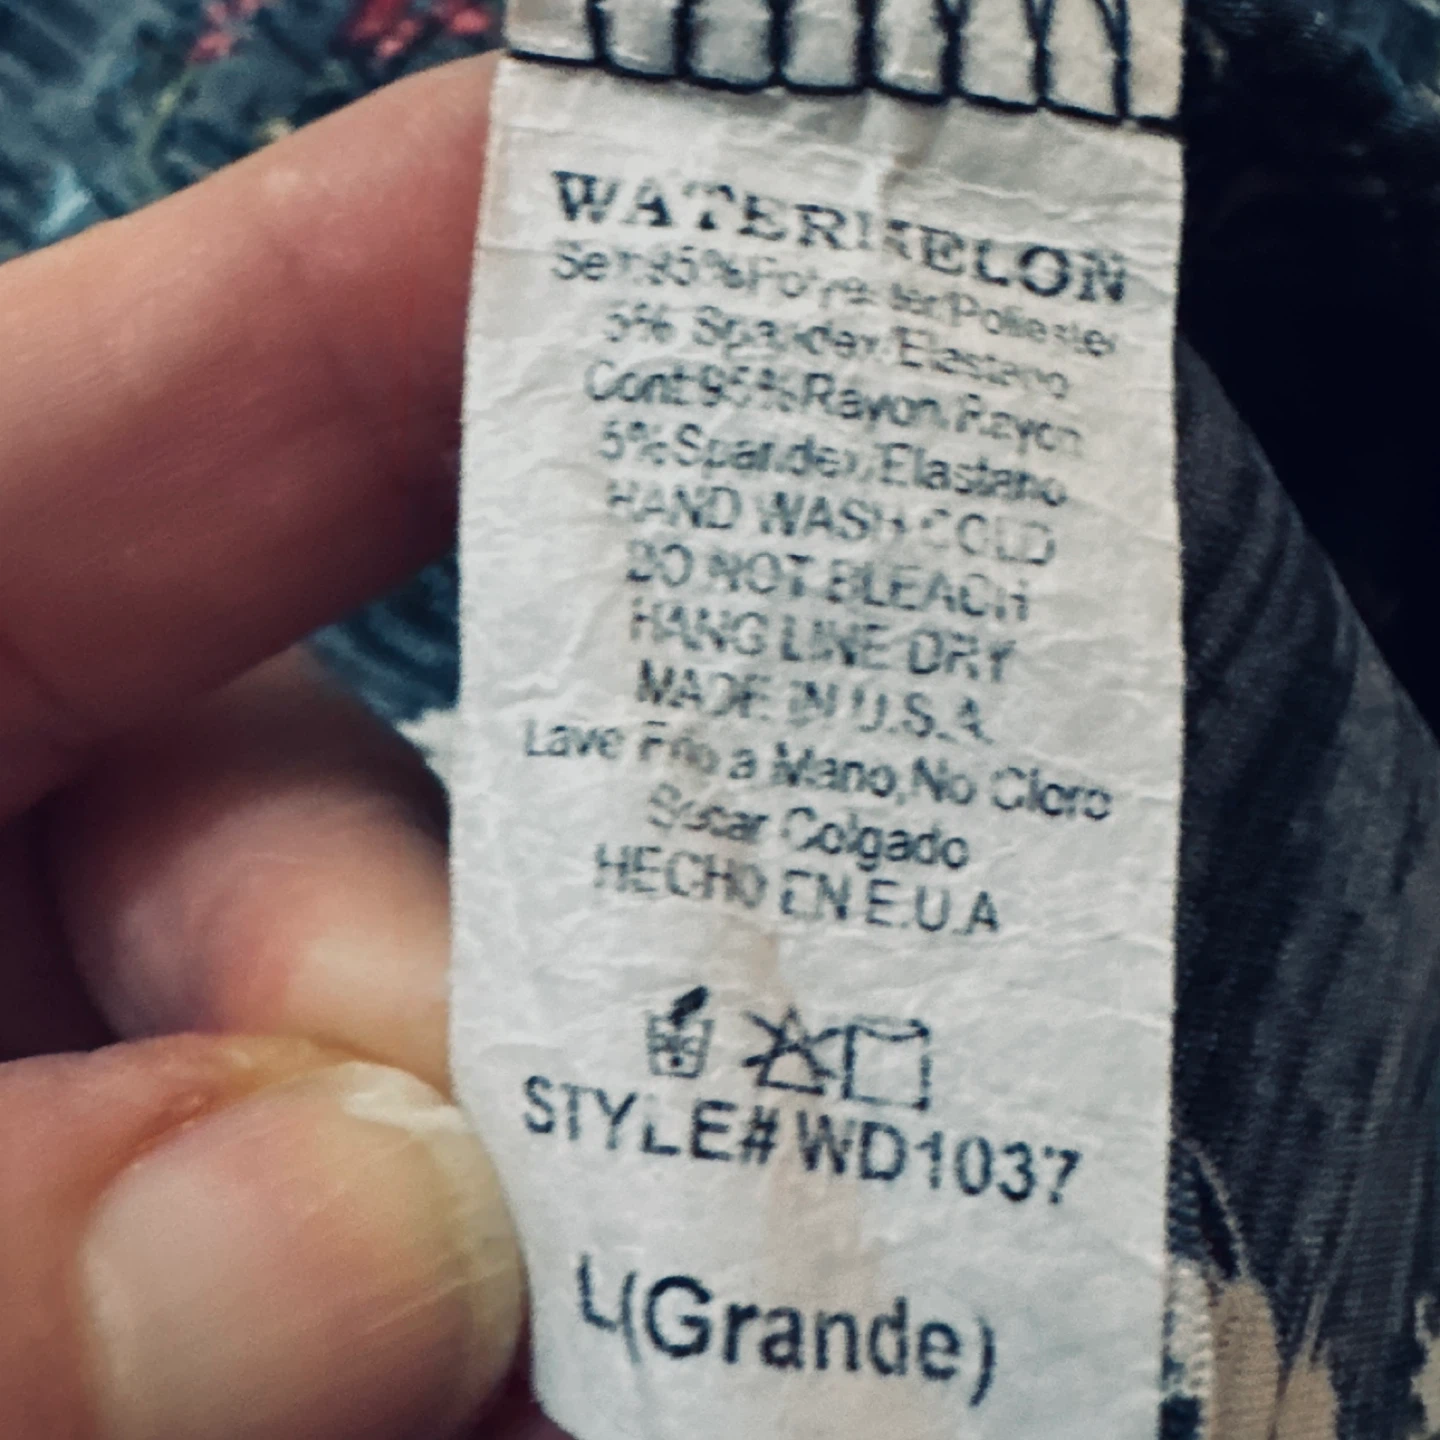 WATERMELON
Self:95%Polyester/Poliester
5% Spandex/Elastano
Cont:95%Rayon/Rayon
5%Spandex/Elastano
HAND WASH COLD
DO NOT BLEACH
HANG LINE DRY
MADE IN U.S.A.
Lave Frio a Mano,No Cloro
Secar Colgado
HECHO EN E.U.A
STYLE# WD1037
L(Grande)